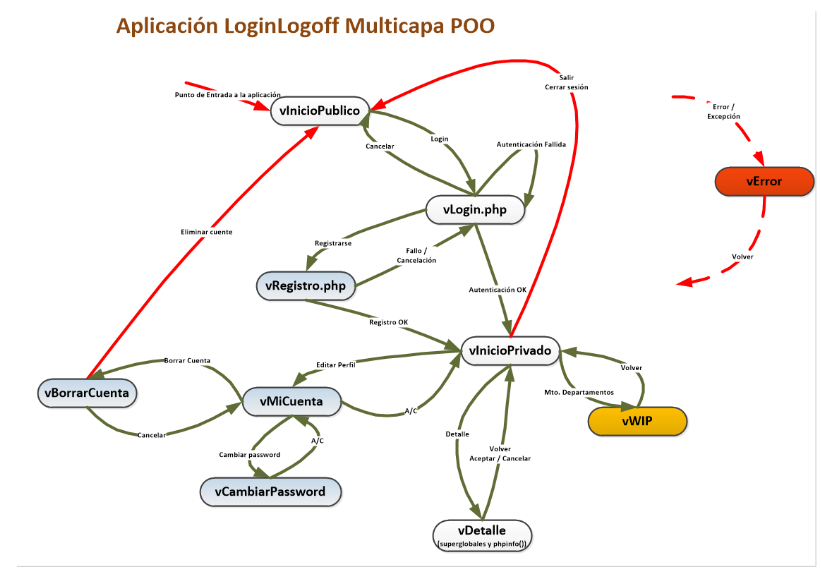 Aplicación LoginLogoff Multicapa POO
Salir
Cerrar sesión
Punto de Entrada a la aplicación
vInicioPublico
Error /
Excepción
Login
Cancelar
Autenticación Fallida
vError
vLogin.php
Eliminar cuente
Registrarse
Fallo /
Cancelación
Volver
vRegistro.php
Autenticación OK
Registro OK
vInicioPrivado
Borrar Cuenta
Editar Perfil
Volver
vBorrarCuenta
vMiCuenta
Mto. Departamentos
A/C
vWIP
Cancelar
Detalle
A/C
Cambiar password
Volver
Aceptar / Cancelar
vCambiarPassword
vDetalle
(superglobales y phpinfo())